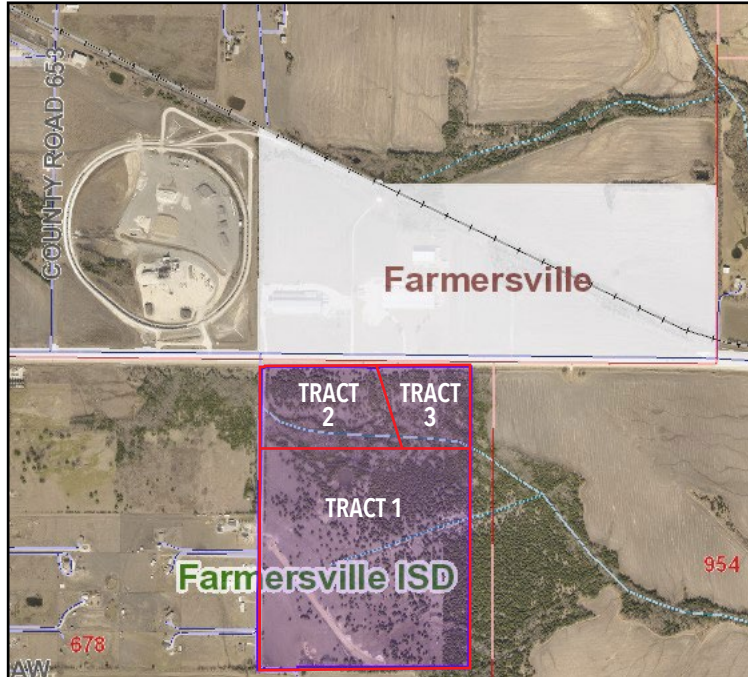 COUNTY ROAD 653
Farmersville
TRACT
2
TRACT
3
TRACT 1
Farmersville ISD
954
678
AW